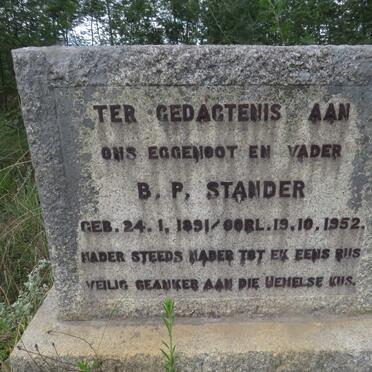 TER GEDAGTENIS AAN
ONS EGGENOOT EN VADER
B. P. STANDER
GEB. 24. 1. 1891/OORL. 19. 10. 1952.
NADER STEEDS NADER TOT EK EENS RUS
VEILIG GEANKER AAN DIE HEMELSE KUS.